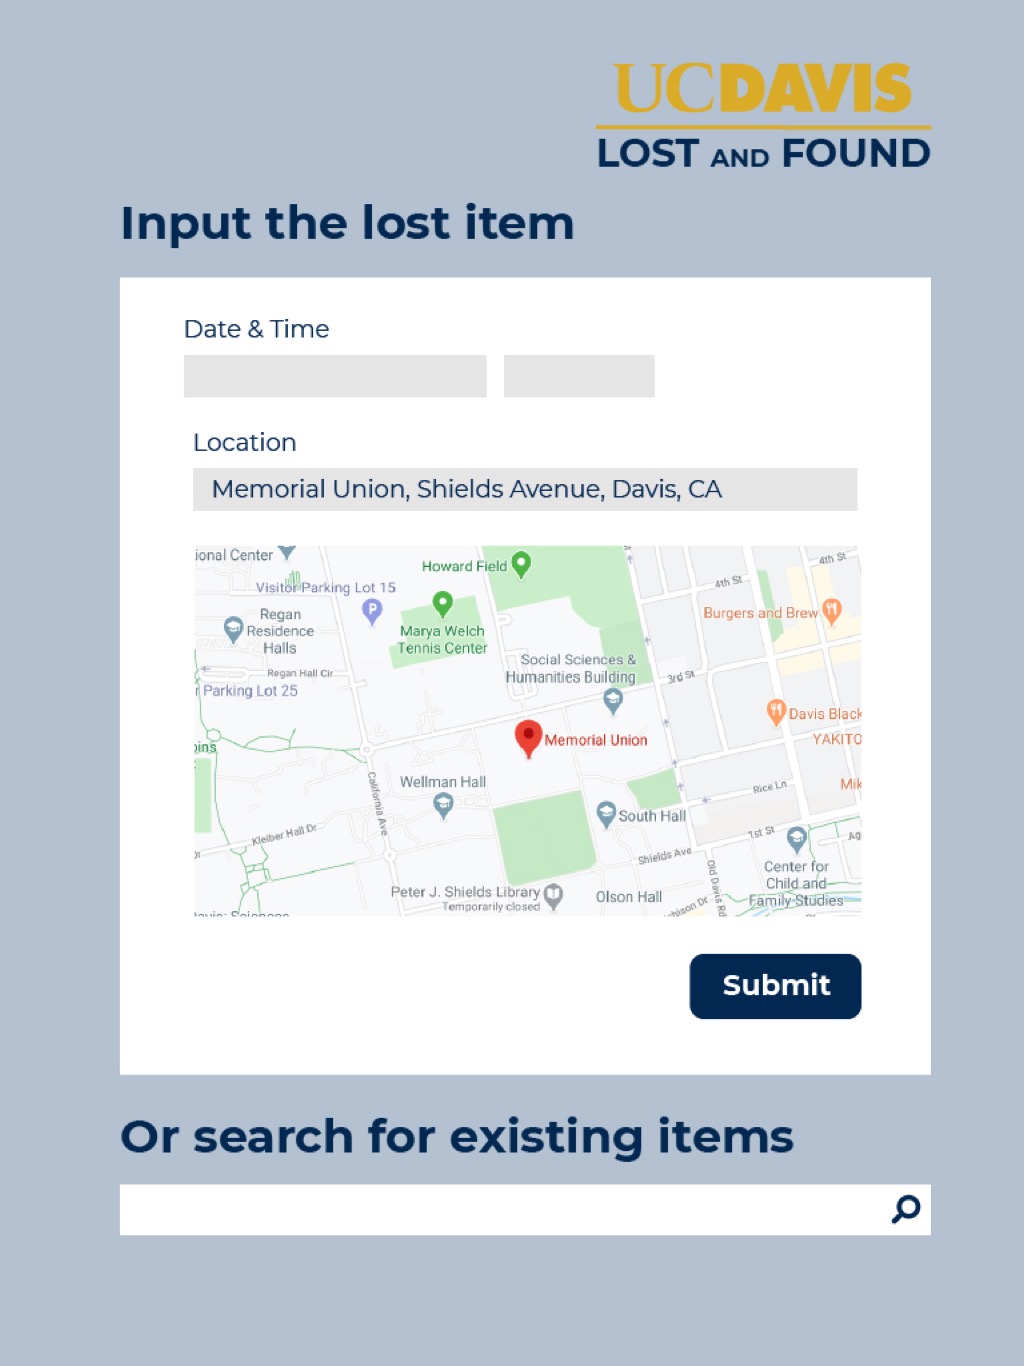 UCDAVIS
LOST AND FOUND
Input the lost item
Date & Time
Location
Memorial Union, Shields Avenue, Davis, CA
ional Center
Howard Field
4th St
4th St
Visitor Parking Lot 15
P
Burgers and Brew
Regan
Residence
Halls
Marya Welch
Tennis Center
Social Sciences &
Humanities Building
Regan Hall Cir
3rd St
r Parking Lot 25
Davis Black
YAKITO
Memorial Union
oins
California Ave
Wellman Hall
Rice Ln
Mik
South Hall
Kleiber Hall Dr
1st St
Ag
Shields Ave
Old Davis Rd
Center for
Child and
Family Studies
Peter J. Shields Library
Temporarily closed
Olson Hall
chison Dr
Submit
Or search for existing items